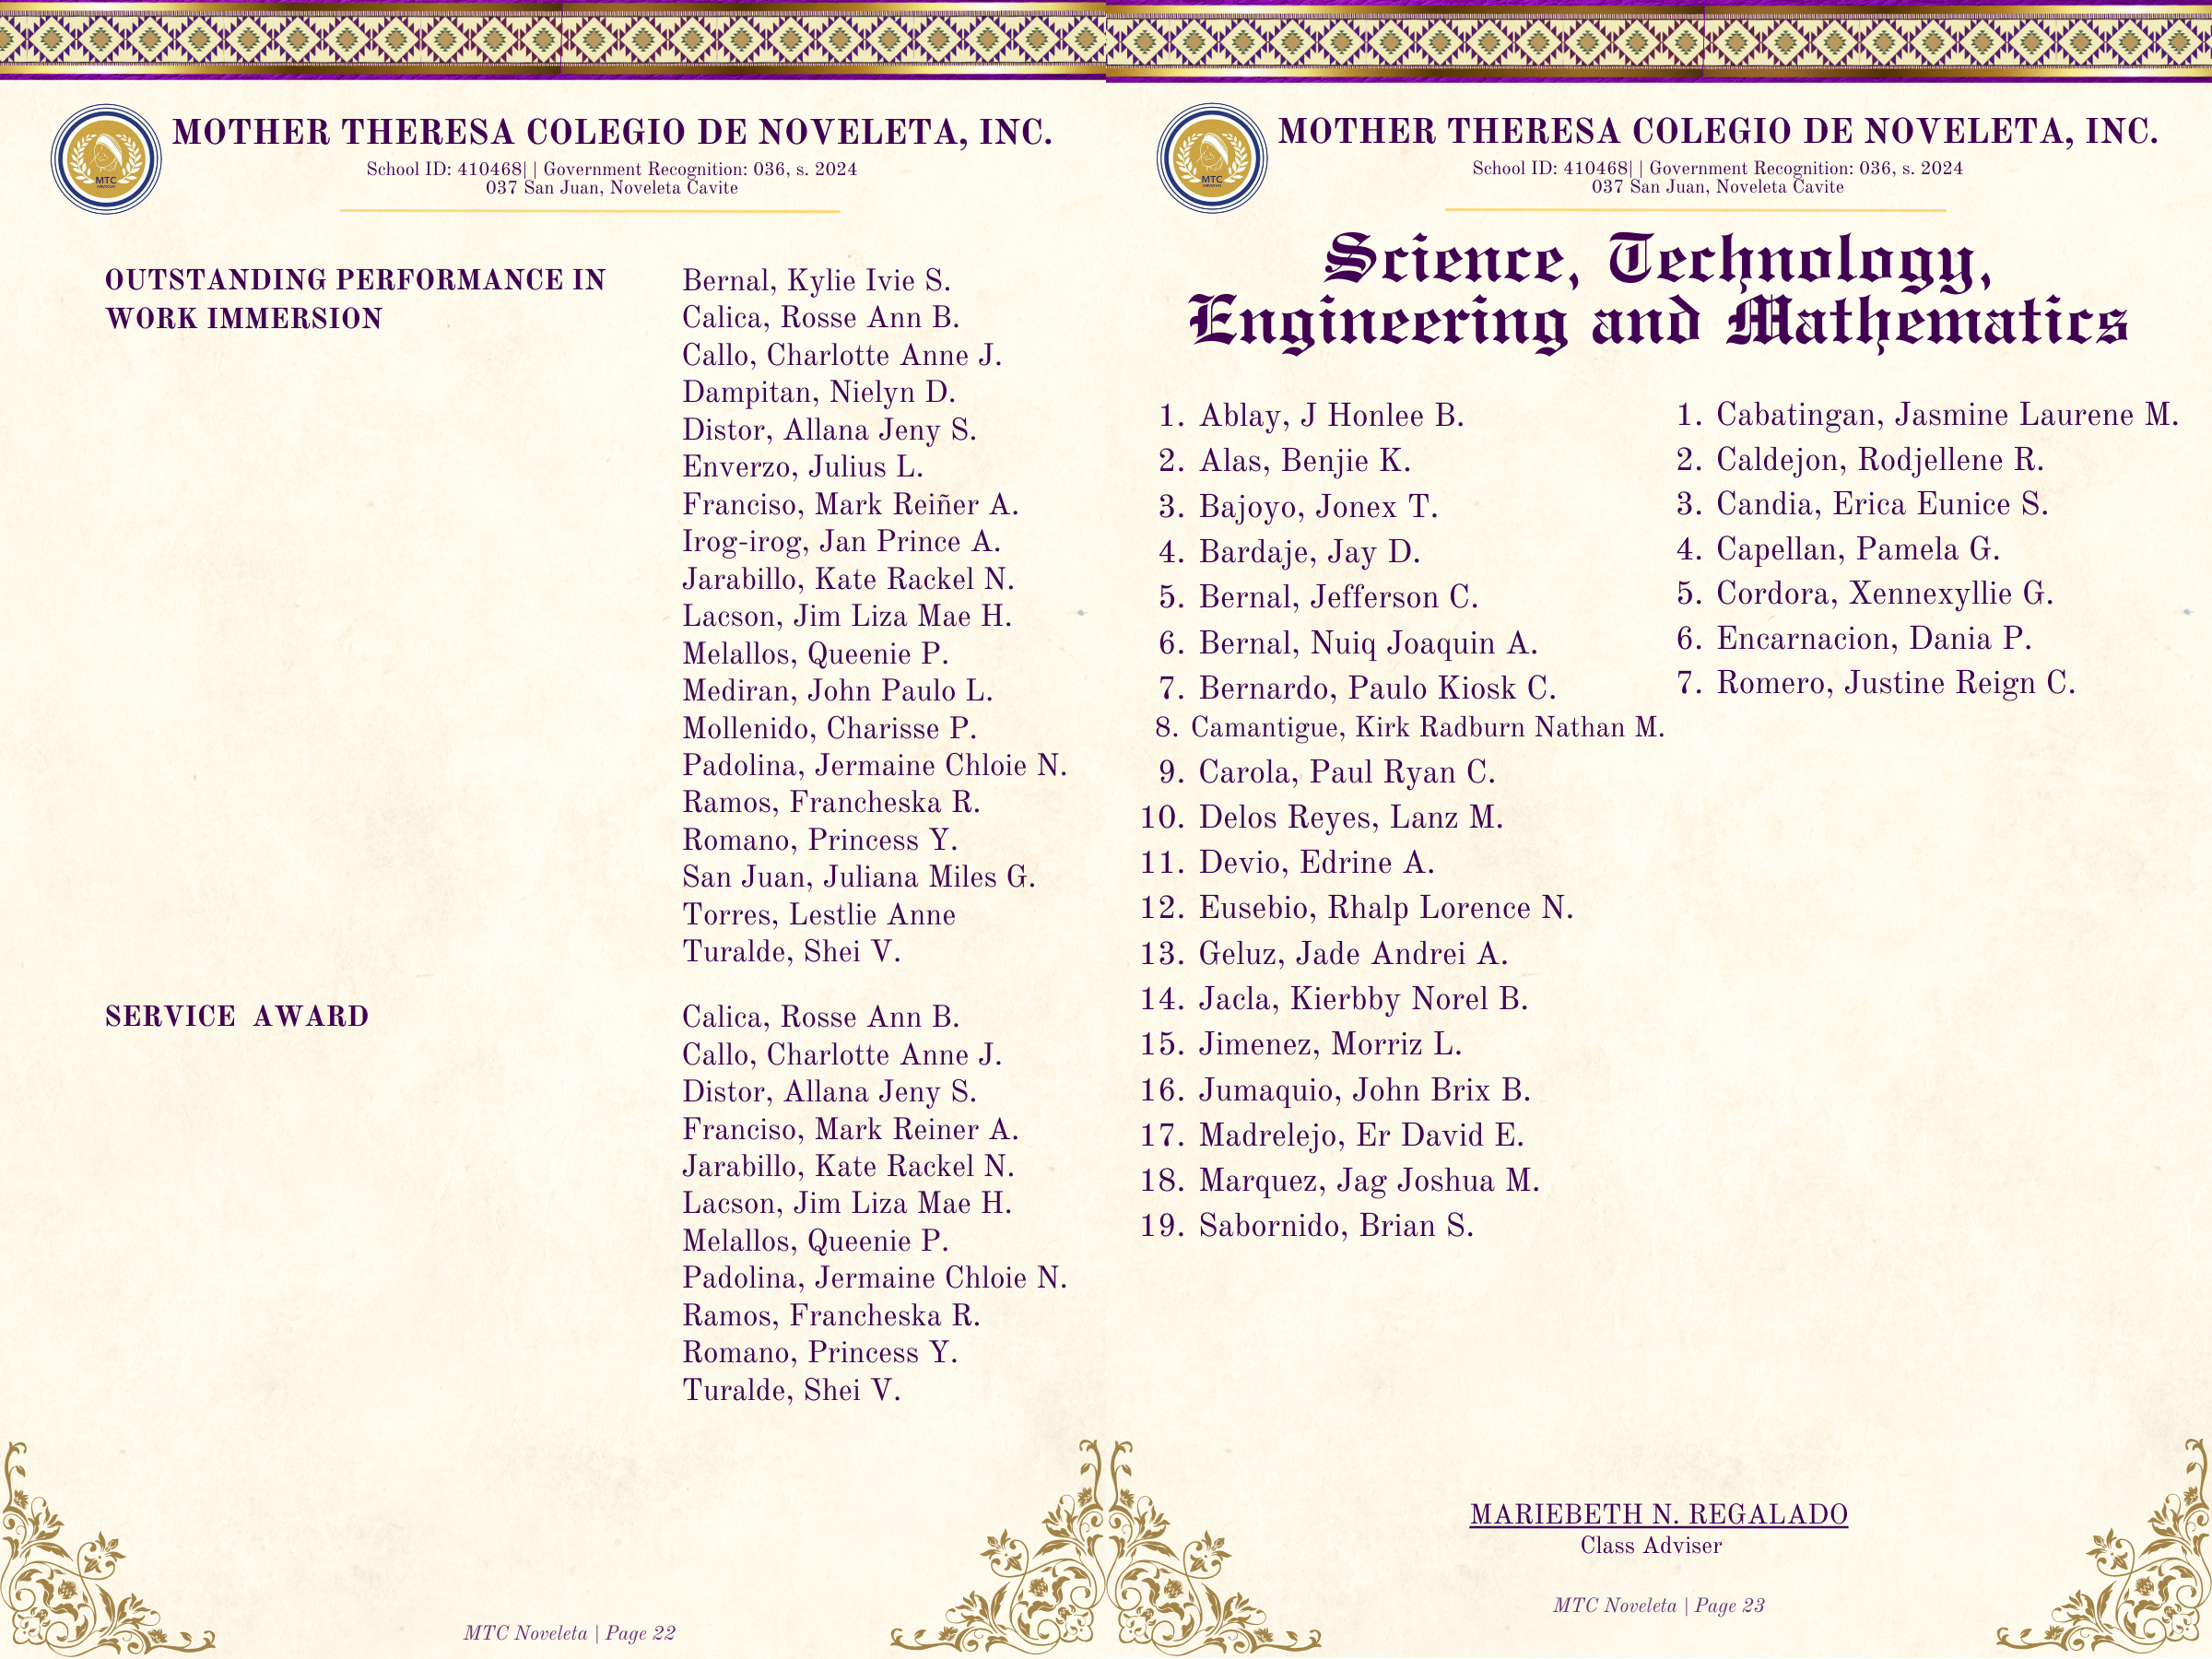 MOTHER THERESA COLEGIO DE NOVELETA, INC.
School ID: 410468| | Government Recognition: 036, s. 2024
037 San Juan, Noveleta Cavite
MTC
OUTSTANDING PERFORMANCE IN
WORK IMMERSION
Bernal, Kylie Ivie S.
Calica, Rosse Ann B.
Callo, Charlotte Anne J.
Dampitan, Nielyn D.
Distor, Allana Jeny S.
Enverzo, Julius L.
Franciso, Mark Reiñer A.
Irog-irog, Jan Prince A.
Jarabillo, Kate Rackel N.
Lacson, Jim Liza Mae H.
Melallos, Queenie P.
Mediran, John Paulo L.
Mollenido, Charisse P.
Padolina, Jermaine Chloie N.
Ramos, Francheska R.
Romano, Princess Y.
San Juan, Juliana Miles G.
Torres, Lestlie Anne
Turalde, Shei V.
SERVICE AWARD
Calica, Rosse Ann B.
Callo, Charlotte Anne J.
Distor, Allana Jeny S.
Franciso, Mark Reiner A.
Jarabillo, Kate Rackel N.
Lacson, Jim Liza Mae H.
Melallos, Queenie P.
Padolina, Jermaine Chloie N.
Ramos, Francheska R.
Romano, Princess Y.
Turalde, Shei V.
MTC Noveleta | Page 22
MOTHER THERESA COLEGIO DE NOVELETA, INC.
School ID: 410468| | Government Recognition: 036, s. 2024
037 San Juan, Noveleta Cavite
MTC
Science, Technology,
Engineering and Mathematics
1. Ablay, J Honlee B.
2. Alas, Benjie K.
3. Bajoyo, Jonex T.
4. Bardaje, Jay D.
5. Bernal, Jefferson C.
6. Bernal, Nuiq Joaquin A.
7. Bernardo, Paulo Kiosk C.
8. Camantigue, Kirk Radburn Nathan M.
9. Carola, Paul Ryan C.
10. Delos Reyes, Lanz M.
11. Devio, Edrine A.
12. Eusebio, Rhalp Lorence N.
13. Geluz, Jade Andrei A.
14. Jacla, Kierbby Norel B.
15. Jimenez, Morriz L.
16. Jumaquio, John Brix B.
17. Madrelejo, Er David E.
18. Marquez, Jag Joshua M.
19. Sabornido, Brian S.
1. Cabatingan, Jasmine Laurene M.
2. Caldejon, Rodjellene R.
3. Candia, Erica Eunice S.
4. Capellan, Pamela G.
5. Cordora, Xennexyllie G.
6. Encarnacion, Dania P.
7. Romero, Justine Reign C.
MARIEBETH N. REGALADO
Class Adviser
MTC Noveleta | Page 23